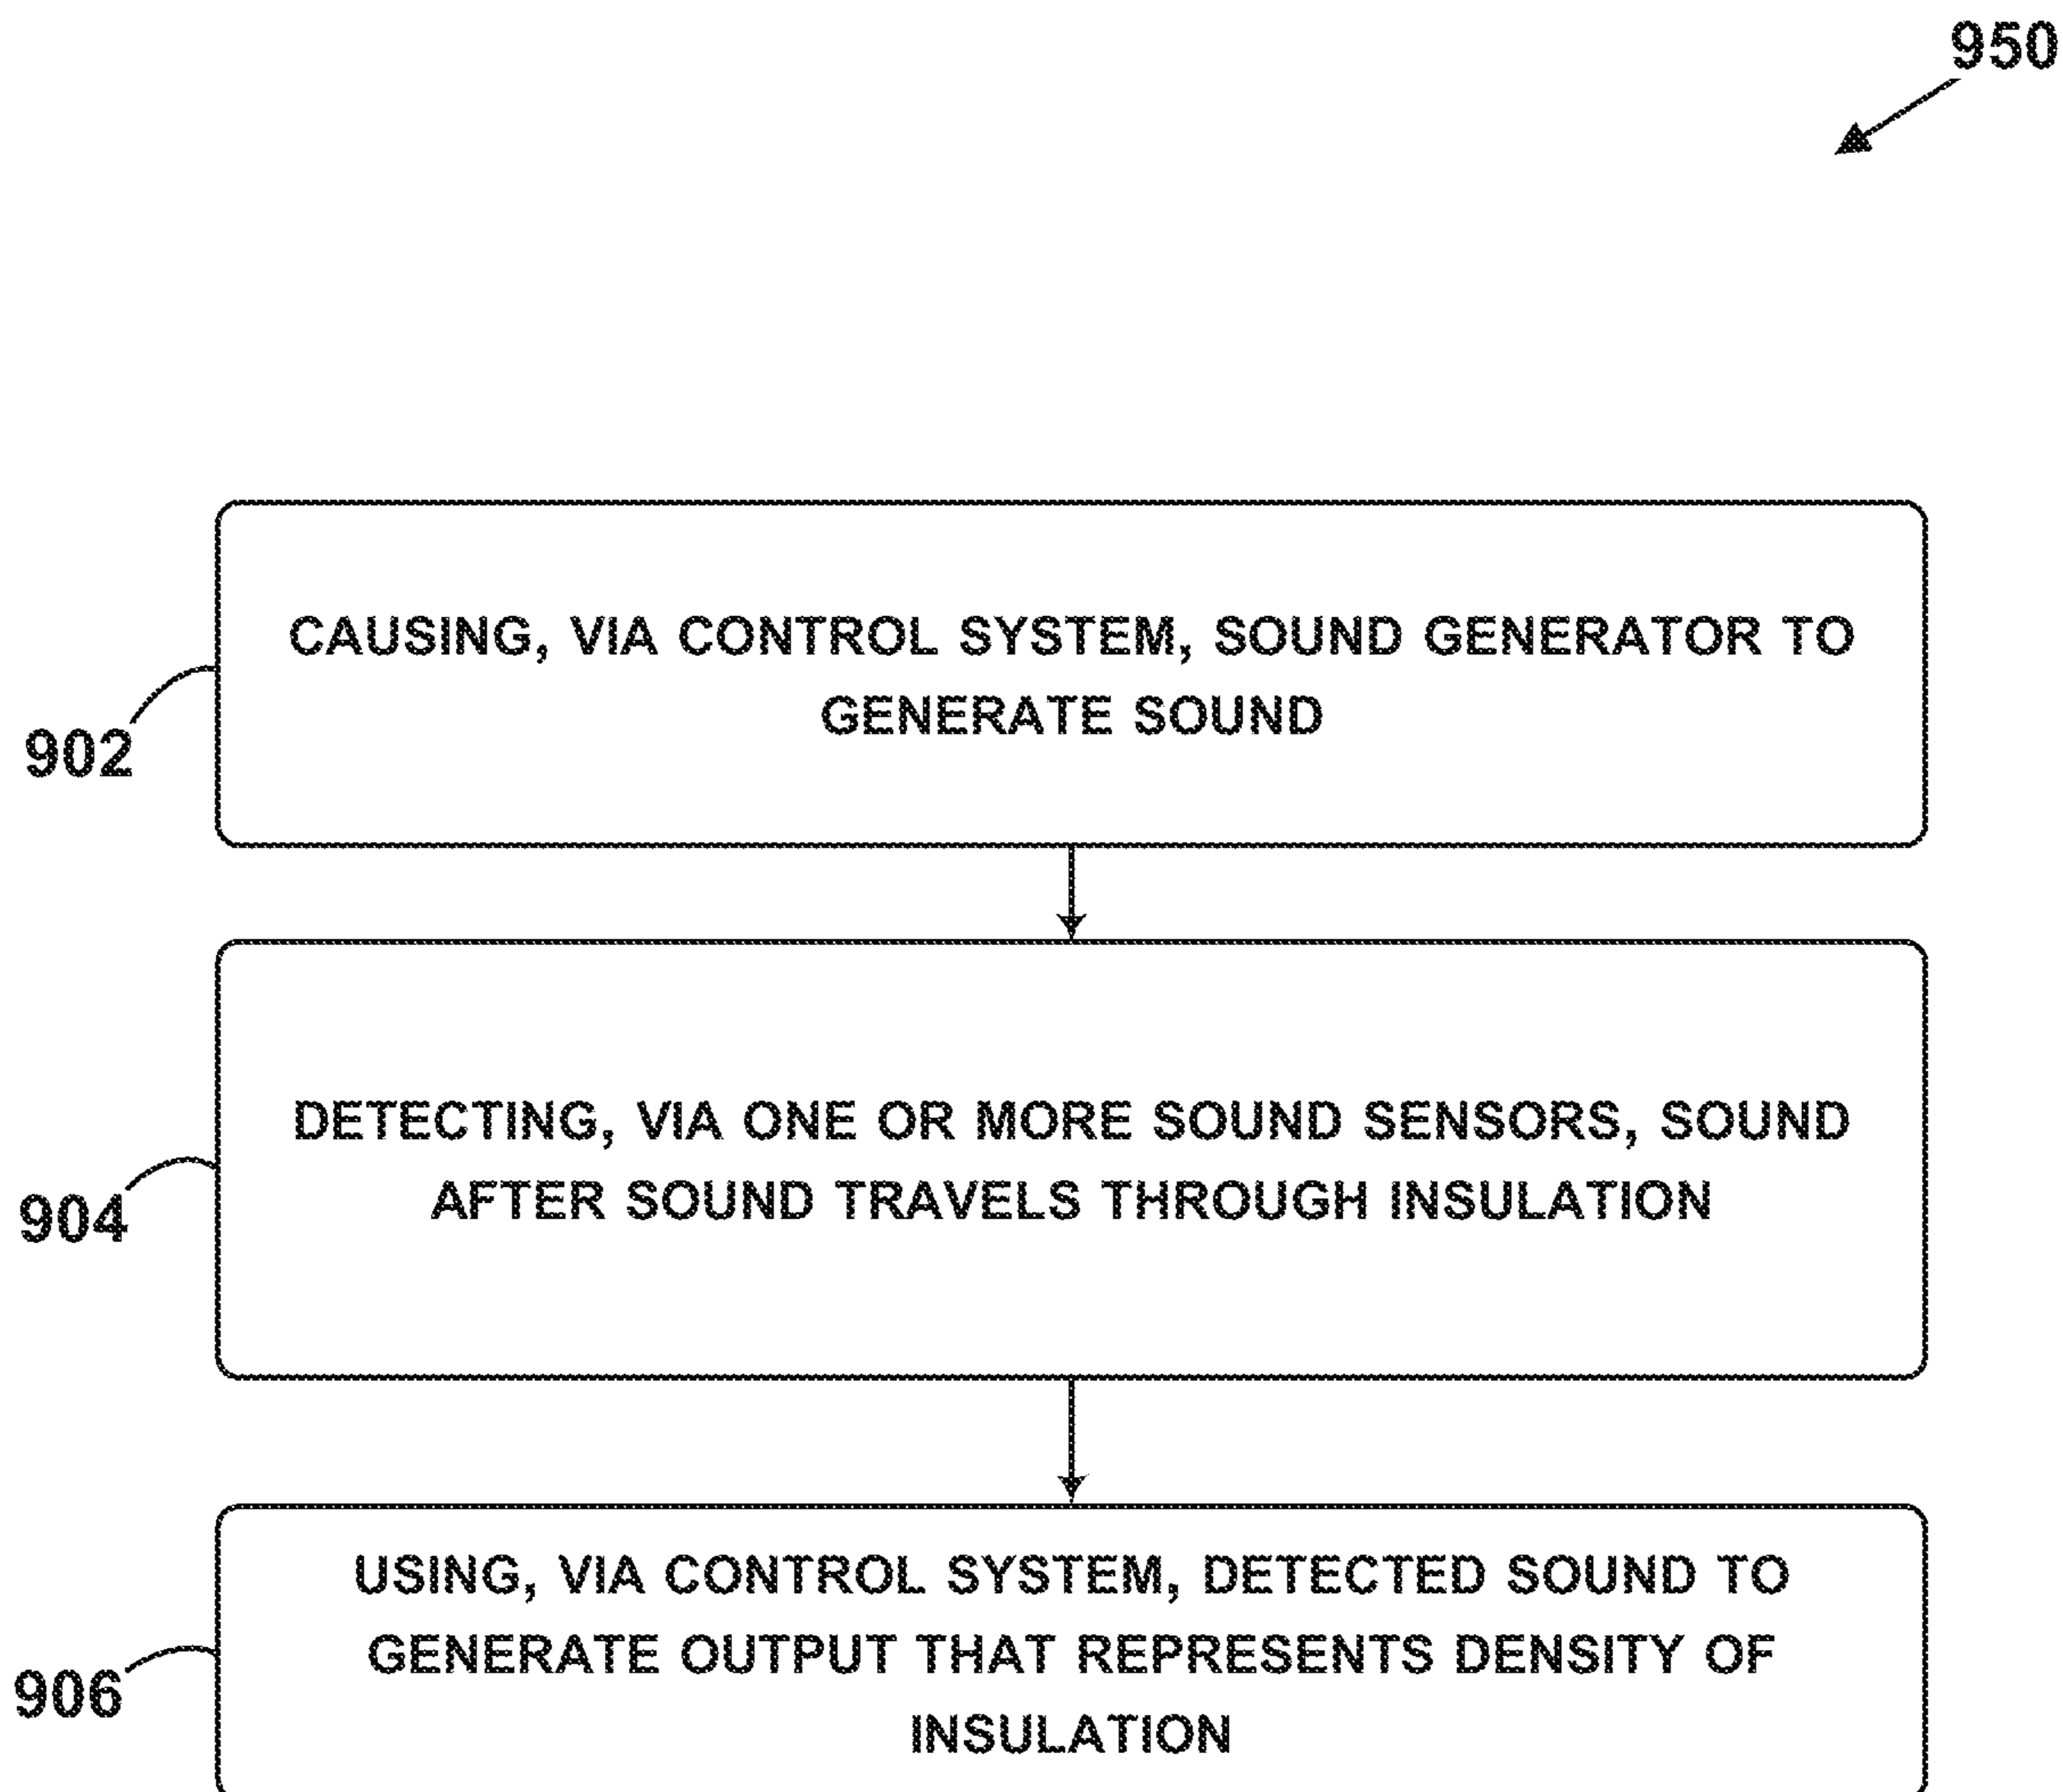 950
CAUSING, VIA CONTROL SYSTEM, SOUND GENERATOR TO
GENERATE SOUND
902
DETECTING, VIA ONE OR MORE SOUND SENSORS, SOUND
AFTER SOUND TRAVELS THROUGH INSULATION
904
USING, VIA CONTROL SYSTEM, DETECTED SOUND TO
GENERATE OUTPUT THAT REPRESENTS DENSITY OF
INSULATION
906